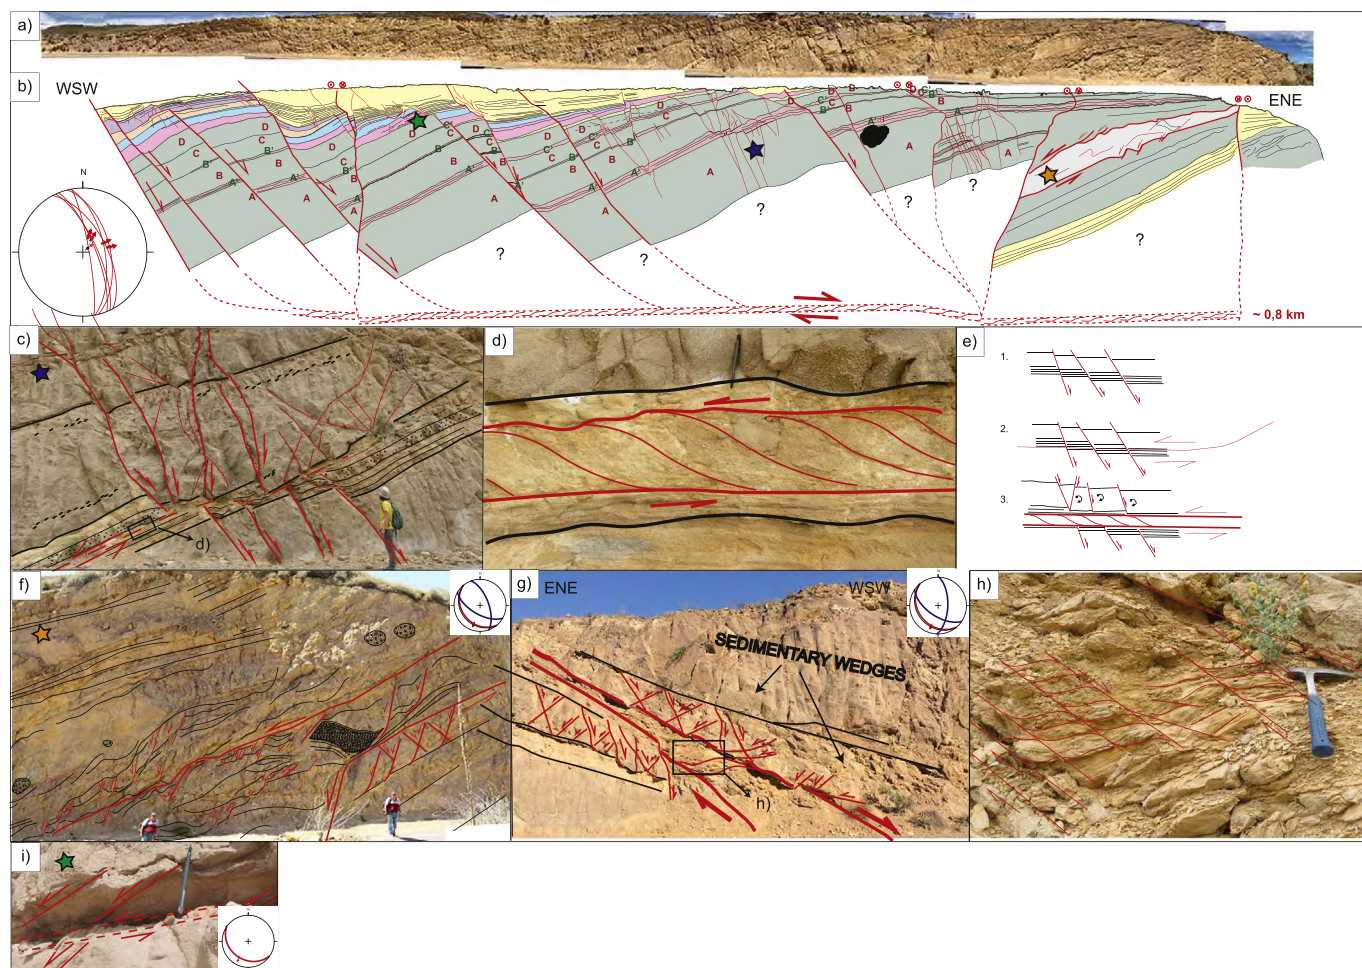 a)
b)
WSW
ENE
N
D C B A
D C B' B A' A
D C B' B A' A
D C' C B' B A' A
D C' C B' B A' A
D C' C B' B A' A
D C B A
D C' C B' B A' A
D C' B' B A
A' A
? ? ? ? ? ?
~ 0,8 km
c)
d)
d)
e)
1.
2.
3.
f)
g)
ENE
WSW
SEDIMENTARY WEDGES
h)
h)
i)